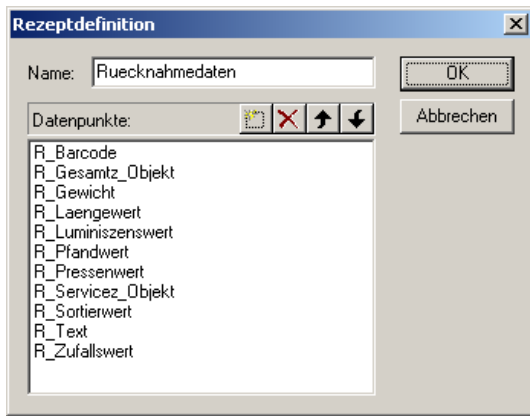 Rezeptdefinition
Name: Ruecknahmedaten
OK
Datenpunkte:
Abbrechen
R_Barcode
R_Gesamtz_Objekt
R_Gewicht
R_Laengewert
R_Luminiszenswert
R_Pfandwert
R_Pressenwert
R_Servicez_Objekt
R_Sortierwert
R_Text
R_Zufallswert